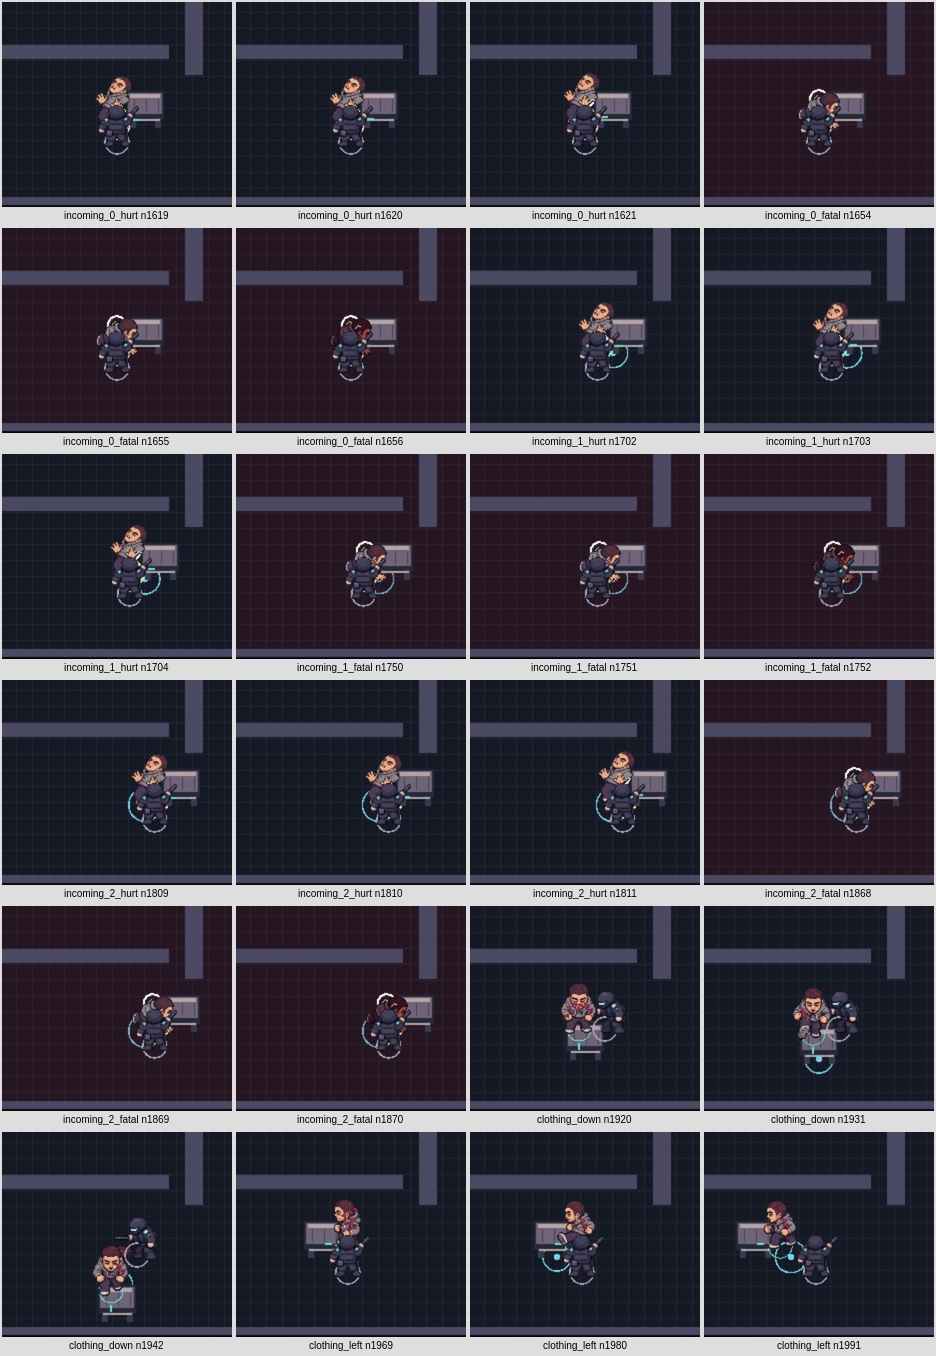 incoming_0_hurt n1619
incoming_0_hurt n1620
incoming_0_hurt n1621
incoming_0_fatal n1654
incoming_0_fatal n1655
incoming_0_fatal n1656
incoming_1_hurt n1702
incoming_1_hurt n1703
incoming_1_hurt n1704
incoming_1_fatal n1750
incoming_1_fatal n1751
incoming_1_fatal n1752
incoming_2_hurt n1809
incoming_2_hurt n1810
incoming_2_hurt n1811
incoming_2_fatal n1868
incoming_2_fatal n1869
incoming_2_fatal n1870
clothing_down n1920
clothing_down n1931
clothing_down n1942
clothing_left n1969
clothing_left n1980
clothing_left n1991